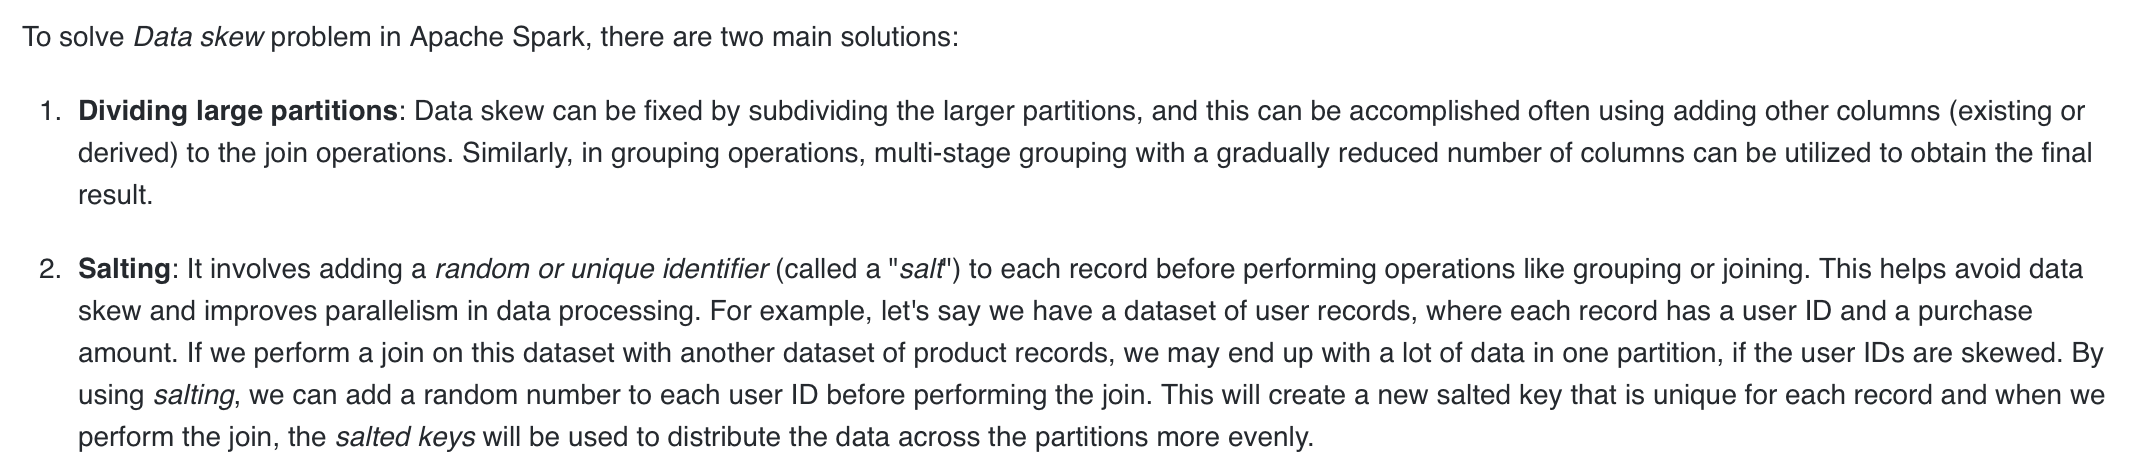 To solve Data skew problem in Apache Spark, there are two main solutions:
1. Dividing large partitions: Data skew can be fixed by subdividing the larger partitions, and this can be accomplished often using adding other columns (existing or
derived) to the join operations. Similarly, in grouping operations, multi-stage grouping with a gradually reduced number of columns can be utilized to obtain the final
result.
2. Salting: It involves adding a random or unique identifier (called a "salt") to each record before performing operations like grouping or joining. This helps avoid data
skew and improves parallelism in data processing. For example, let's say we have a dataset of user records, where each record has a user ID and a purchase
amount. If we perform a join on this dataset with another dataset of product records, we may end up with a lot of data in one partition, if the user IDs are skewed. By
using salting, we can add a random number to each user ID before performing the join. This will create a new salted key that is unique for each record and when we
perform the join, the salted keys will be used to distribute the data across the partitions more evenly.